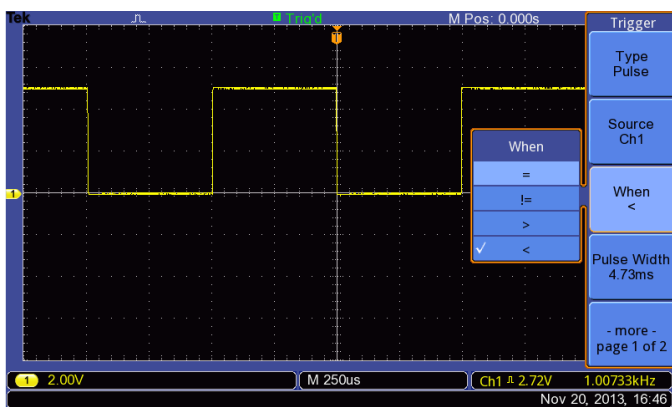 Tek
T Trig'd
M Pos: 0.000s
Trigger
T
Type
Pulse
Source
Ch1
When
=
!=
>
✓ <
When
<
1
Pulse Width
4.73ms
- more -
page 1 of 2
1 2.00V
M 250us
Ch1 2.72V
1.00733kHz
Nov 20, 2013, 16:46